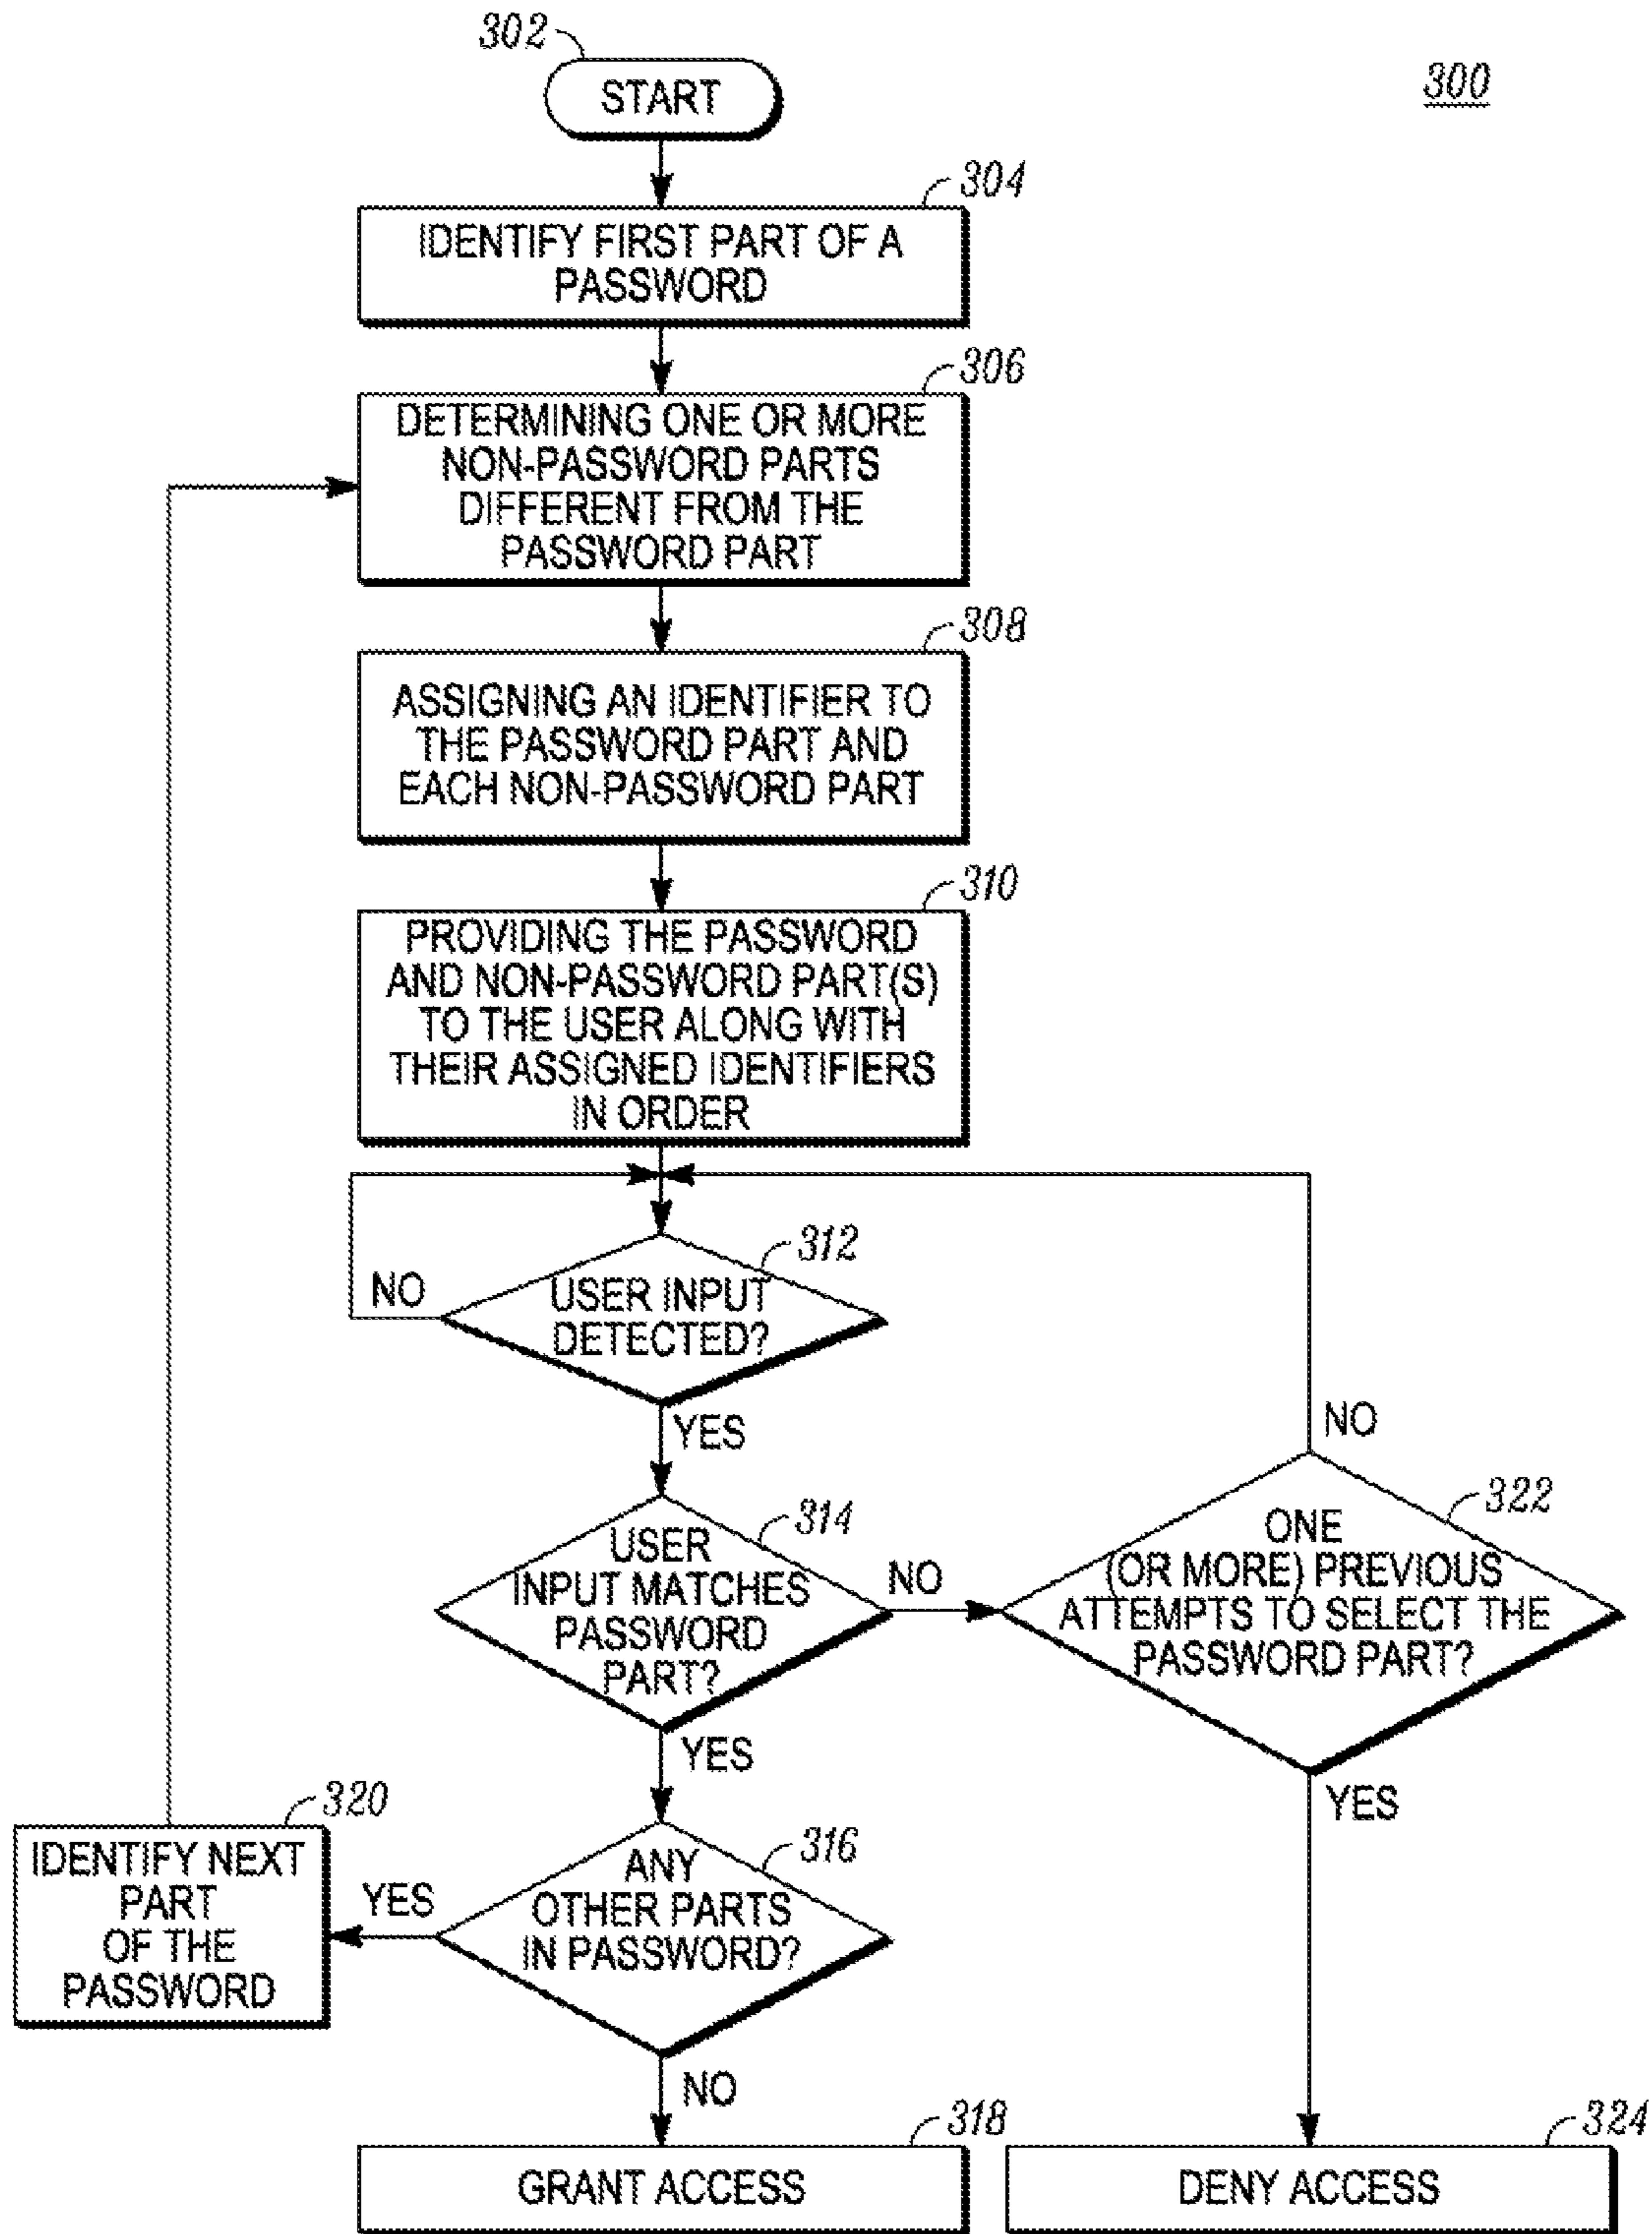 302
START
300
304
IDENTIFY FIRST PART OF A
PASSWORD
306
DETERMINING ONE OR MORE
NON-PASSWORD PARTS
DIFFERENT FROM THE
PASSWORD PART
308
ASSIGNING AN IDENTIFIER TO
THE PASSWORD PART AND
EACH NON-PASSWORD PART
310
PROVIDING THE PASSWORD
AND NON-PASSWORD PART(S)
TO THE USER ALONG WITH
THEIR ASSIGNED IDENTIFIERS
IN ORDER
312
NO
USER INPUT
DETECTED?
YES
314
USER
INPUT MATCHES
PASSWORD
PART?
NO
YES
NO
322
ONE
(OR MORE) PREVIOUS
ATTEMPTS TO SELECT THE
PASSWORD PART?
YES
316
ANY
OTHER PARTS
IN PASSWORD?
YES
320
IDENTIFY NEXT
PART
OF THE
PASSWORD
NO
318
GRANT ACCESS
324
DENY ACCESS